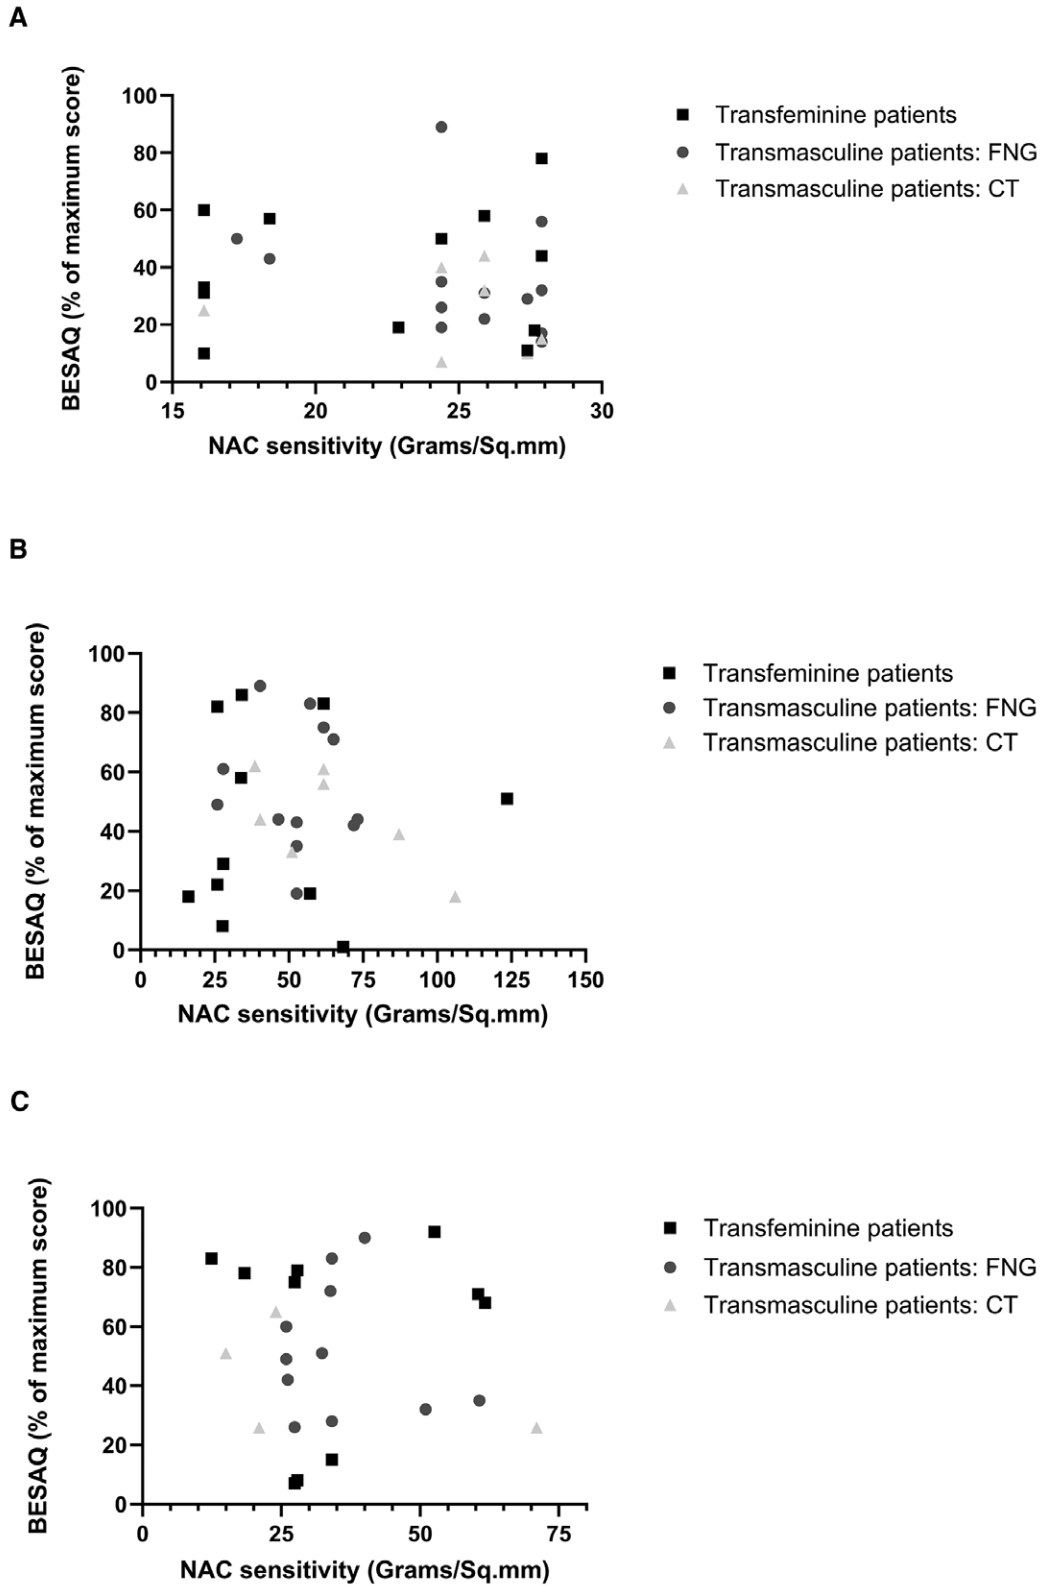 A
BESAQ (% of maximum score)
100
80
60
40
20
0
15 20 25 30
NAC sensitivity (Grams/Sq.mm)
Transfeminine patients
Transmasculine patients: FNG
Transmasculine patients: CT
B
BESAQ (% of maximum score)
100
80
60
40
20
0
0 25 50 75 100 125 150
NAC sensitivity (Grams/Sq.mm)
Transfeminine patients
Transmasculine patients: FNG
Transmasculine patients: CT
C
BESAQ (% of maximum score)
100
80
60
40
20
0
0 25 50 75
NAC sensitivity (Grams/Sq.mm)
Transfeminine patients
Transmasculine patients: FNG
Transmasculine patients: CT